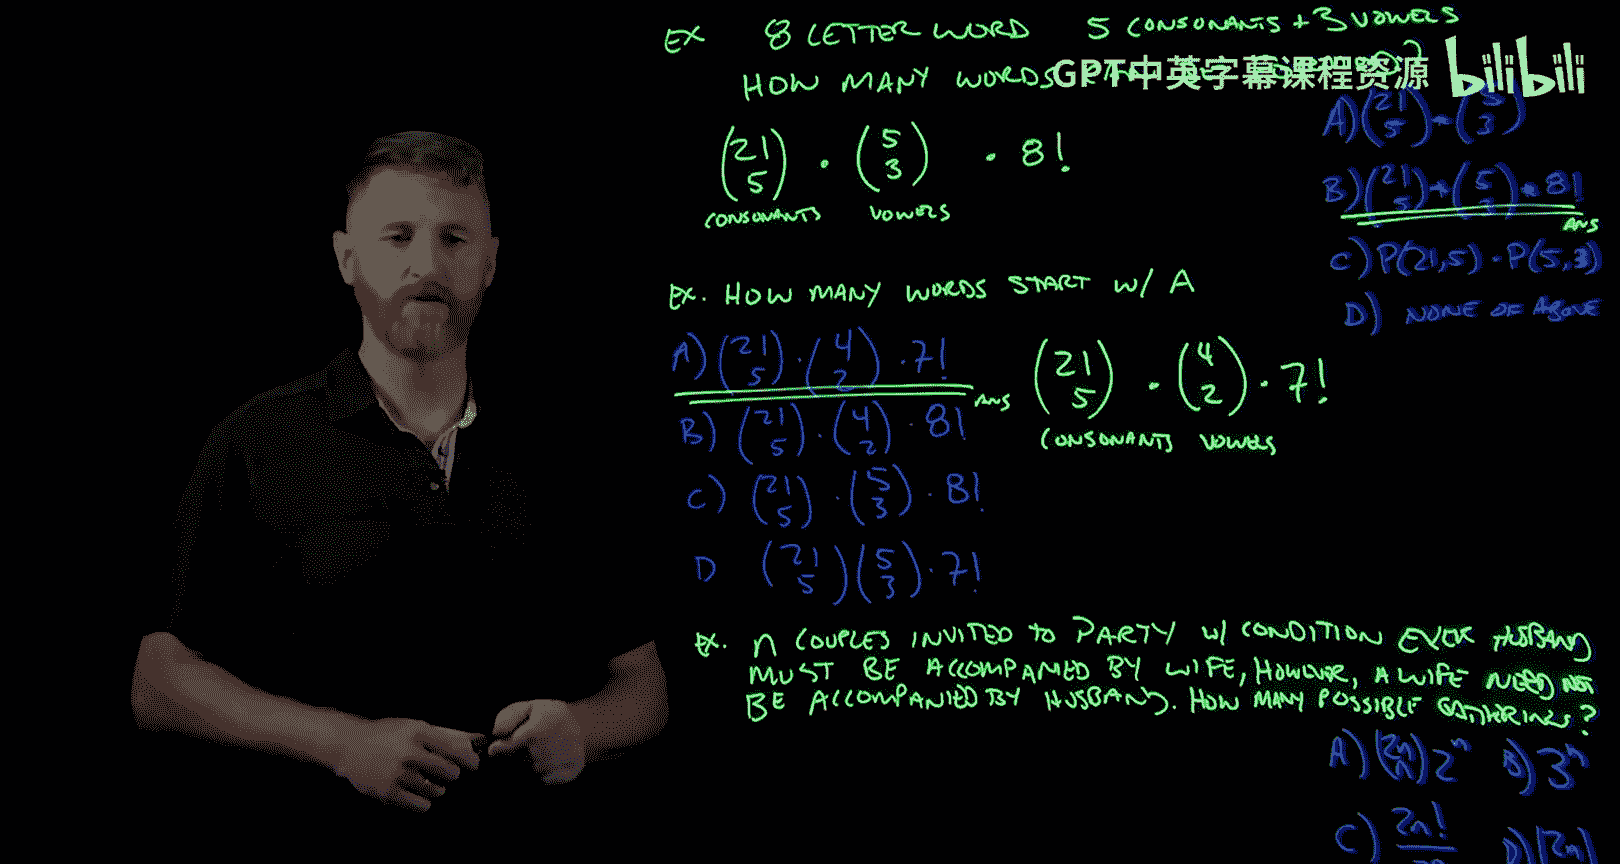 EX 8 LETTER WORD 5 CONSONANTS + 3 VOWELS
HOW MANY WORDS
GPT中英字幕课程资源 bilibili
(21 5) · (5 3) · 8!
CONSONANTS VOWELS
A) (21 5) · (5 3)
B) (21 5) · (5 3) · 8!
ANS
C) P(21,5) · P(5,3)
D) NONE OF ABOVE
EX. HOW MANY WORDS START W/ A
A) (21 5) · (4 2) · 7!
ANS
B) (21 5) · (4 2) · 8!
C) (21 5) · (5 3) · 8!
D (21 5)(5 3) · 7!
(21 5) · (4 2) · 7!
CONSONANTS VOWELS
EX. n COUPLES INVITED TO PARTY W/ CONDITION HUSBAND
MUST BE ACCOMPANIED BY WIFE, HOWEVER, A WIFE NEED NOT
BE ACCOMPANIED BY HUSBAND. HOW MANY POSSIBLE GATHERINGS?
A) (2n n) 2^n B) 3^n
C) 2n! D)